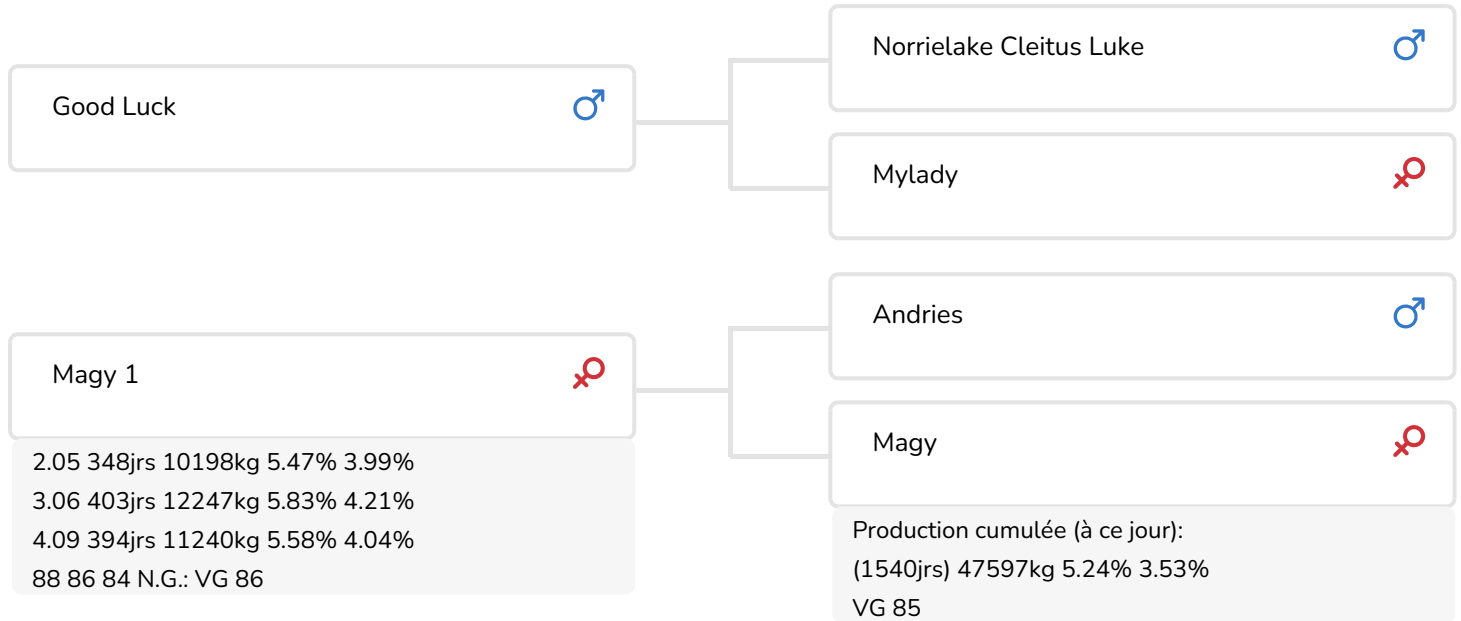 Norrielake Cleitus Luke
Good Luck
Mylady
Andries
Magy 1
Magy
2.05 348jrs 10198kg 5.47% 3.99%
3.06 403jrs 12247kg 5.83% 4.21%
4.09 394jrs 11240kg 5.58% 4.04%
88 86 84 N.G.: VG 86
Production cumulée (à ce jour):
(1540jrs) 47597kg 5.24% 3.53%
VG 85